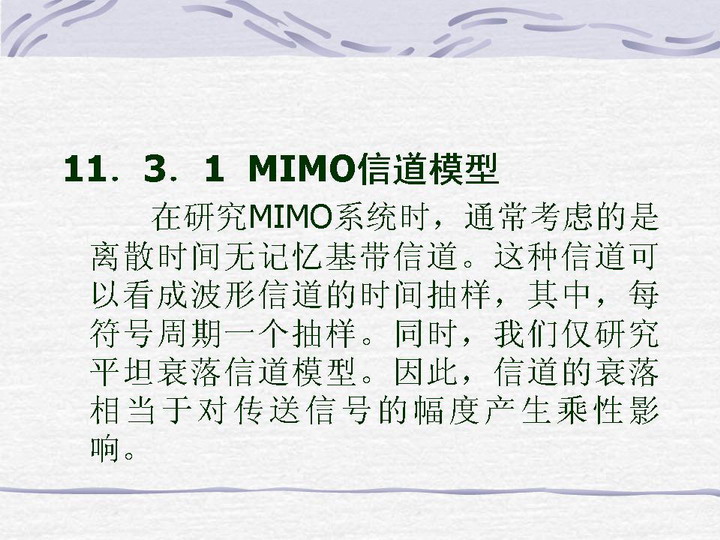 11．3．1 MIMO信道模型
在研究MIMO系统时，通常考虑的是
离散时间无记忆基带信道。这种信道可
以看成波形信道的时间抽样，其中，每
符号周期一个抽样。同时，我们仅研究
平坦衰落信道模型。因此，信道的衰落
相当于对传送信号的幅度产生乘性影
响。